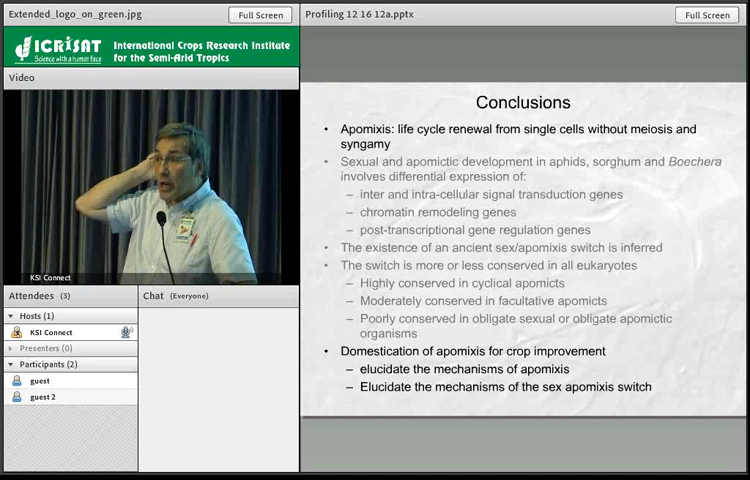 Extended_logo_on_green.jpg
Full Screen
ICRISAT
Science with a human face
International Crops Research Institute
for the Semi-Arid Tropics
Video
KSI Connect
Attendees (3)
Hosts (1)
KSI Connect
Presenters (0)
Participants (2)
guest
guest 2
Chat (Everyone)
Profiling 12 16 12a.pptx
Full Screen
Conclusions
• Apomixis: life cycle renewal from single cells without meiosis and
syngamy
• Sexual and apomictic development in aphids, sorghum and Boechera
involves differential expression of:
– inter and intra-cellular signal transduction genes
– chromatin remodeling genes
– post-transcriptional gene regulation genes
• The existence of an ancient sex/apomixis switch is inferred
• The switch is more or less conserved in all eukaryotes
– Highly conserved in cyclical apomicts
– Moderately conserved in facultative apomicts
– Poorly conserved in obligate sexual or obligate apomictic
organisms
• Domestication of apomixis for crop improvement
– elucidate the mechanisms of apomixis
– Elucidate the mechanisms of the sex apomixis switch